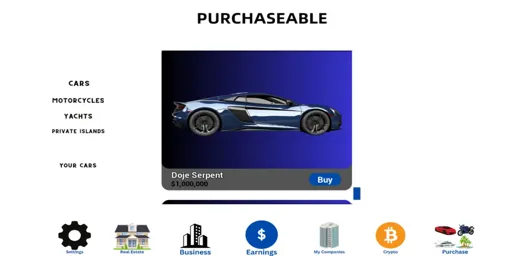 PURCHASEABLE
CARS
MOTORCYCLES
YACHTS
PRIVATE ISLANDS
YOUR CARS
Doje Serpent
$1,000,000
Buy
Settings
Real Estate
Business
Earnings
My Companies
Crypto
Purchase